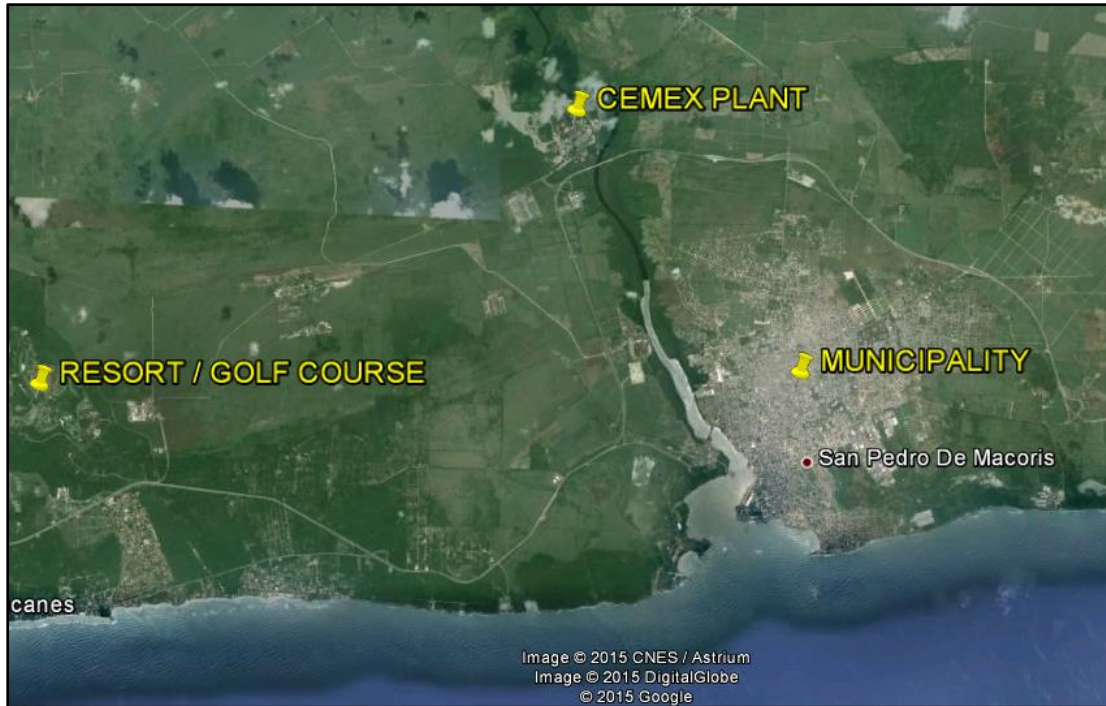 CEMEX PLANT
RESORT / GOLF COURSE
MUNICIPALITY
San Pedro De Macoris
canes
Image © 2015 CNES / Astrium
Image © 2015 DigitalGlobe
© 2015 Google